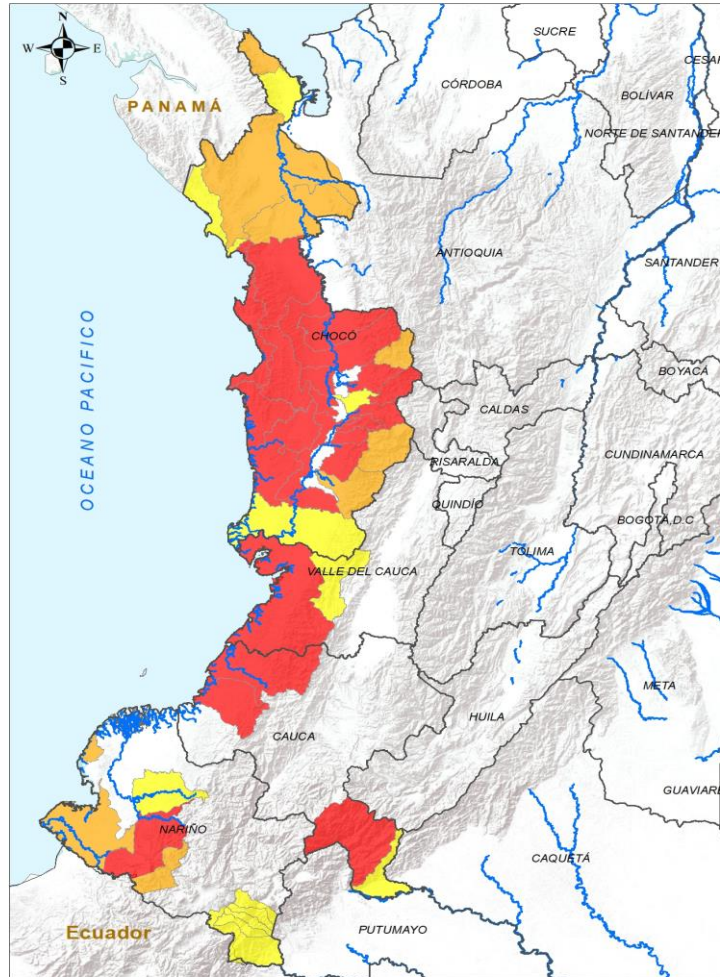 N
W E
S
SUCRE
CESAR
CÓRDOBA
BOLÍVAR
PANAMÁ
NORTE DE SANTANDER
ANTIOQUIA
SANTANDER
OCEANO PACIFICO
CHOCÓ
BOYACÁ
CALDAS
CUNDINAMARCA
RISARALDA
QUINDÍO
BOGOTÁ, D.C
TOLIMA
VALLE DEL CAUCA
META
HUILA
CAUCA
GUAVIARE
NARIÑO
CAQUETÁ
Ecuador
PUTUMAYO